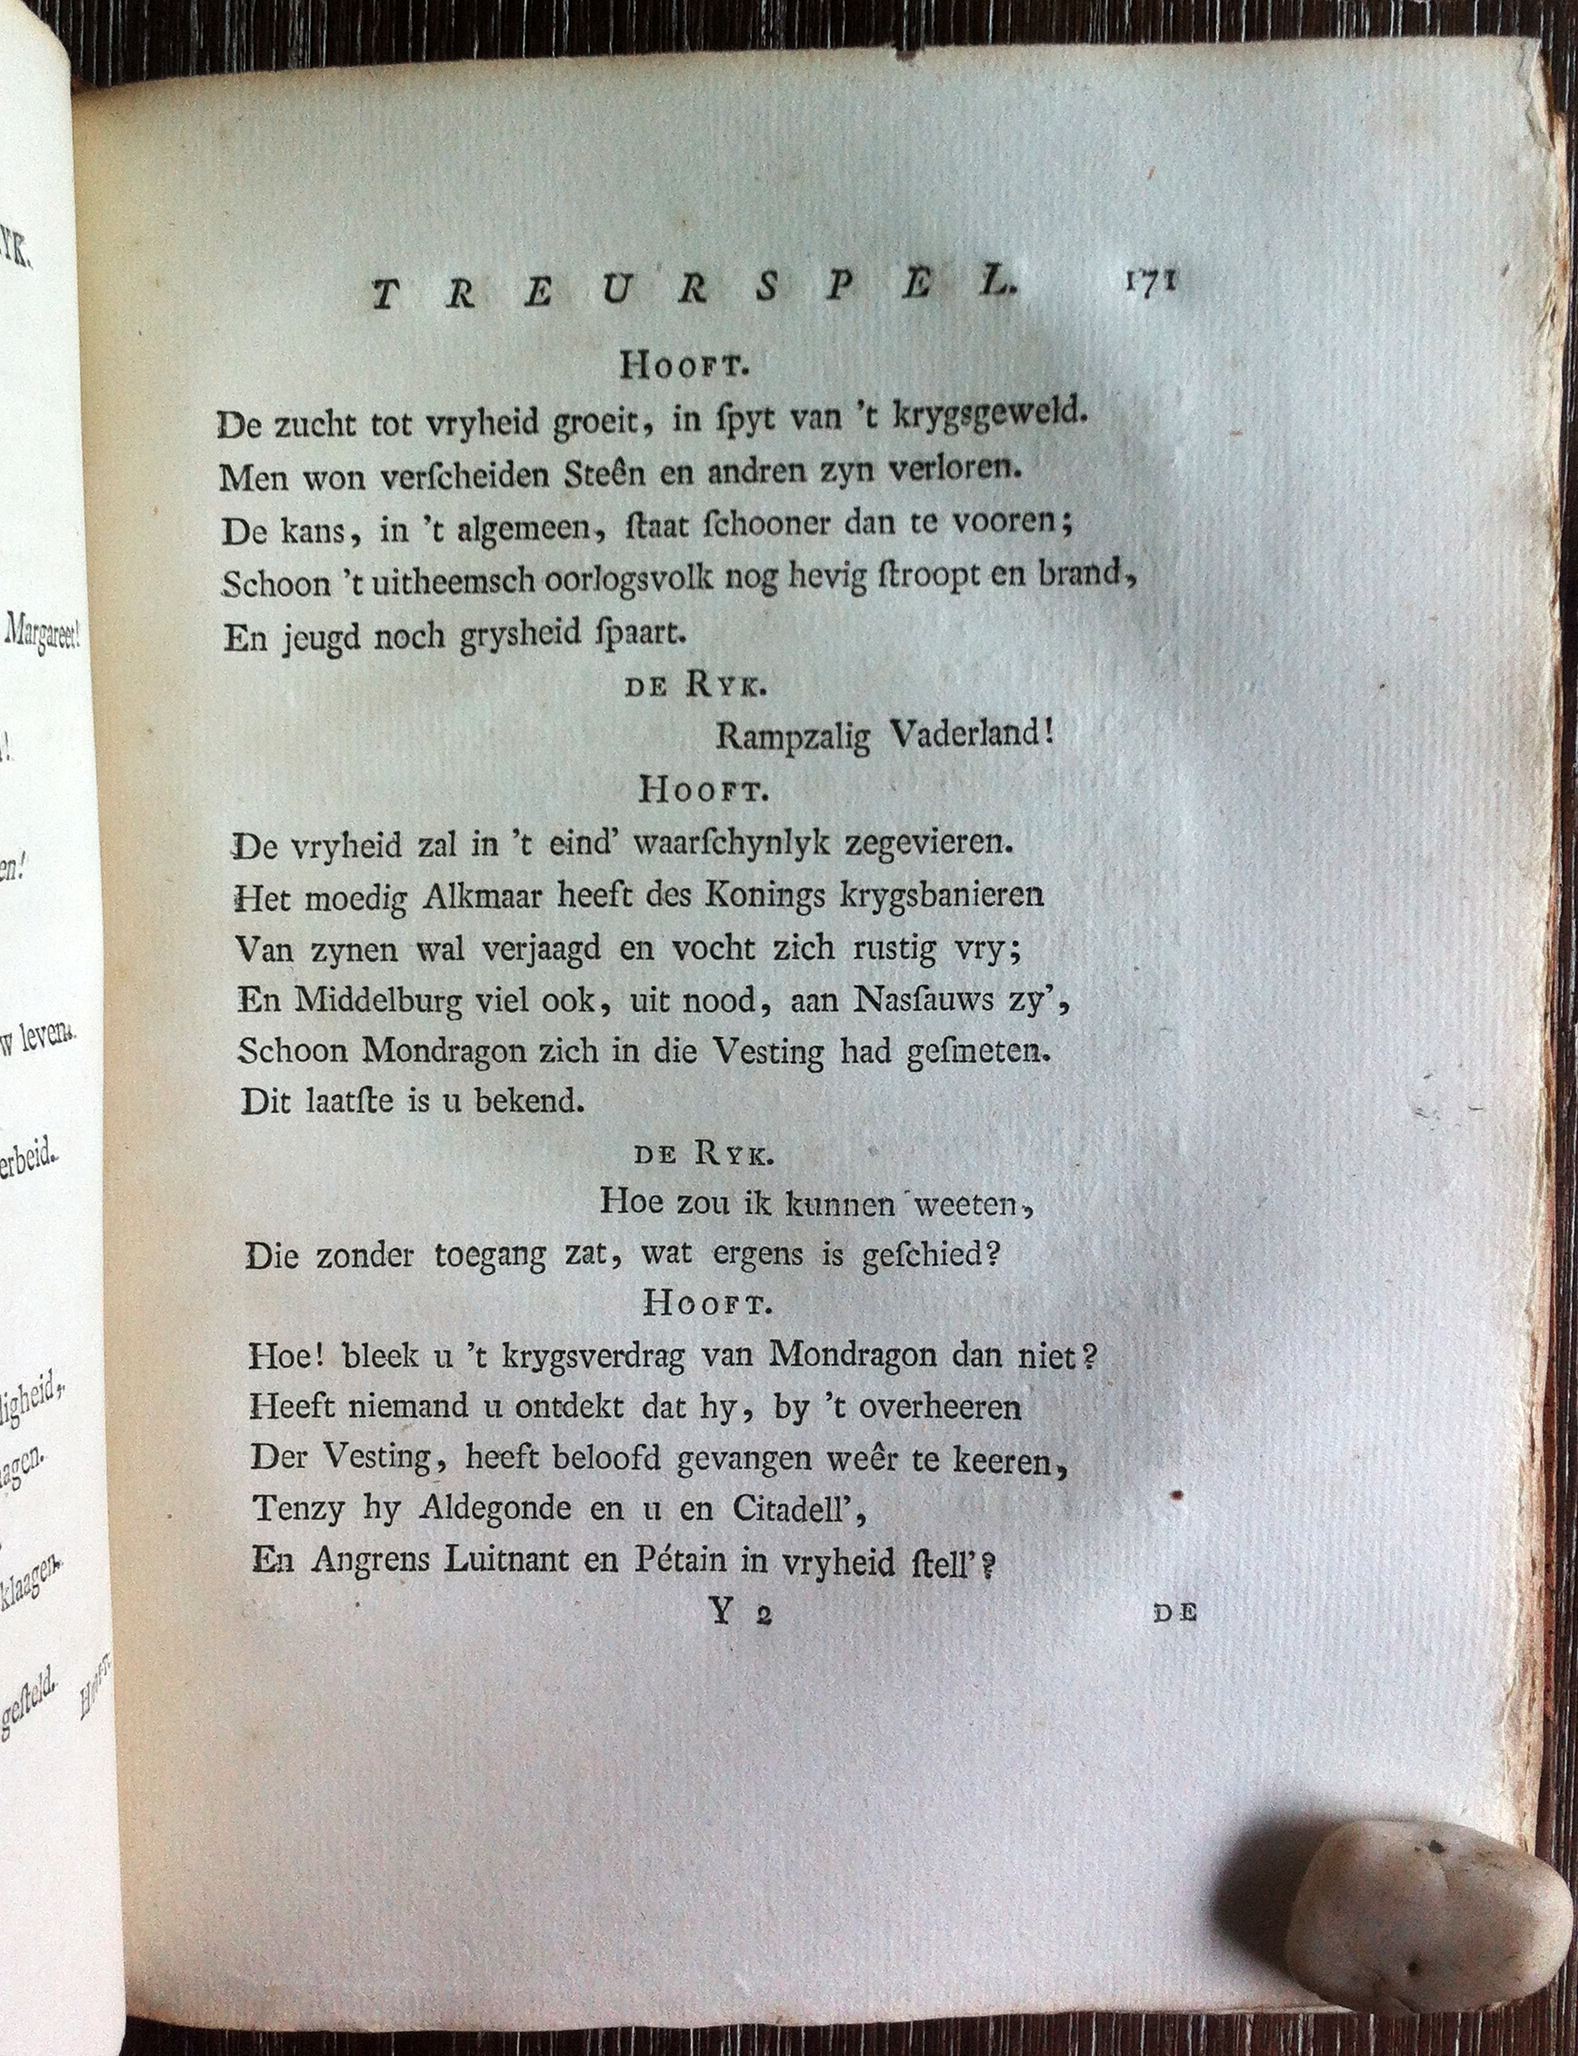 YK.
Margareet!
en!
w leven.
erbeid.
ligheid,
aagen.
klaagen.
geſteld.
HOOFT.
TREURSPEL. 171
HOOFT.
De zucht tot vryheid groeit, in ſpyt van 't krygsgeweld.
Men won verſcheiden Steên en andren zyn verloren.
De kans, in 't algemeen, ſtaat ſchooner dan te vooren;
Schoon 't uitheemsch oorlogsvolk nog hevig ſtroopt en brand,
En jeugd noch grysheid ſpaart.
DE RYK.
Rampzalig Vaderland!
HOOFT.
De vryheid zal in 't eind' waarſchynlyk zegevieren.
Het moedig Alkmaar heeft des Konings krygsbanieren
Van zynen wal verjaagd en vocht zich rustig vry;
En Middelburg viel ook, uit nood, aan Nasſauws zy',
Schoon Mondragon zich in die Vesting had geſmeten.
Dit laatſte is u bekend.
DE RYK.
Hoe zou ik kunnen weeten,
Die zonder toegang zat, wat ergens is geſchied?
HOOFT.
Hoe! bleek u 't krygsverdrag van Mondragon dan niet?
Heeft niemand u ontdekt dat hy, by 't overheeren
Der Vesting, heeft beloofd gevangen weêr te keeren,
Tenzy hy Aldegonde en u en Citadell',
En Angrens Luitnant en Pétain in vryheid ſtell'?
Y 2 DE